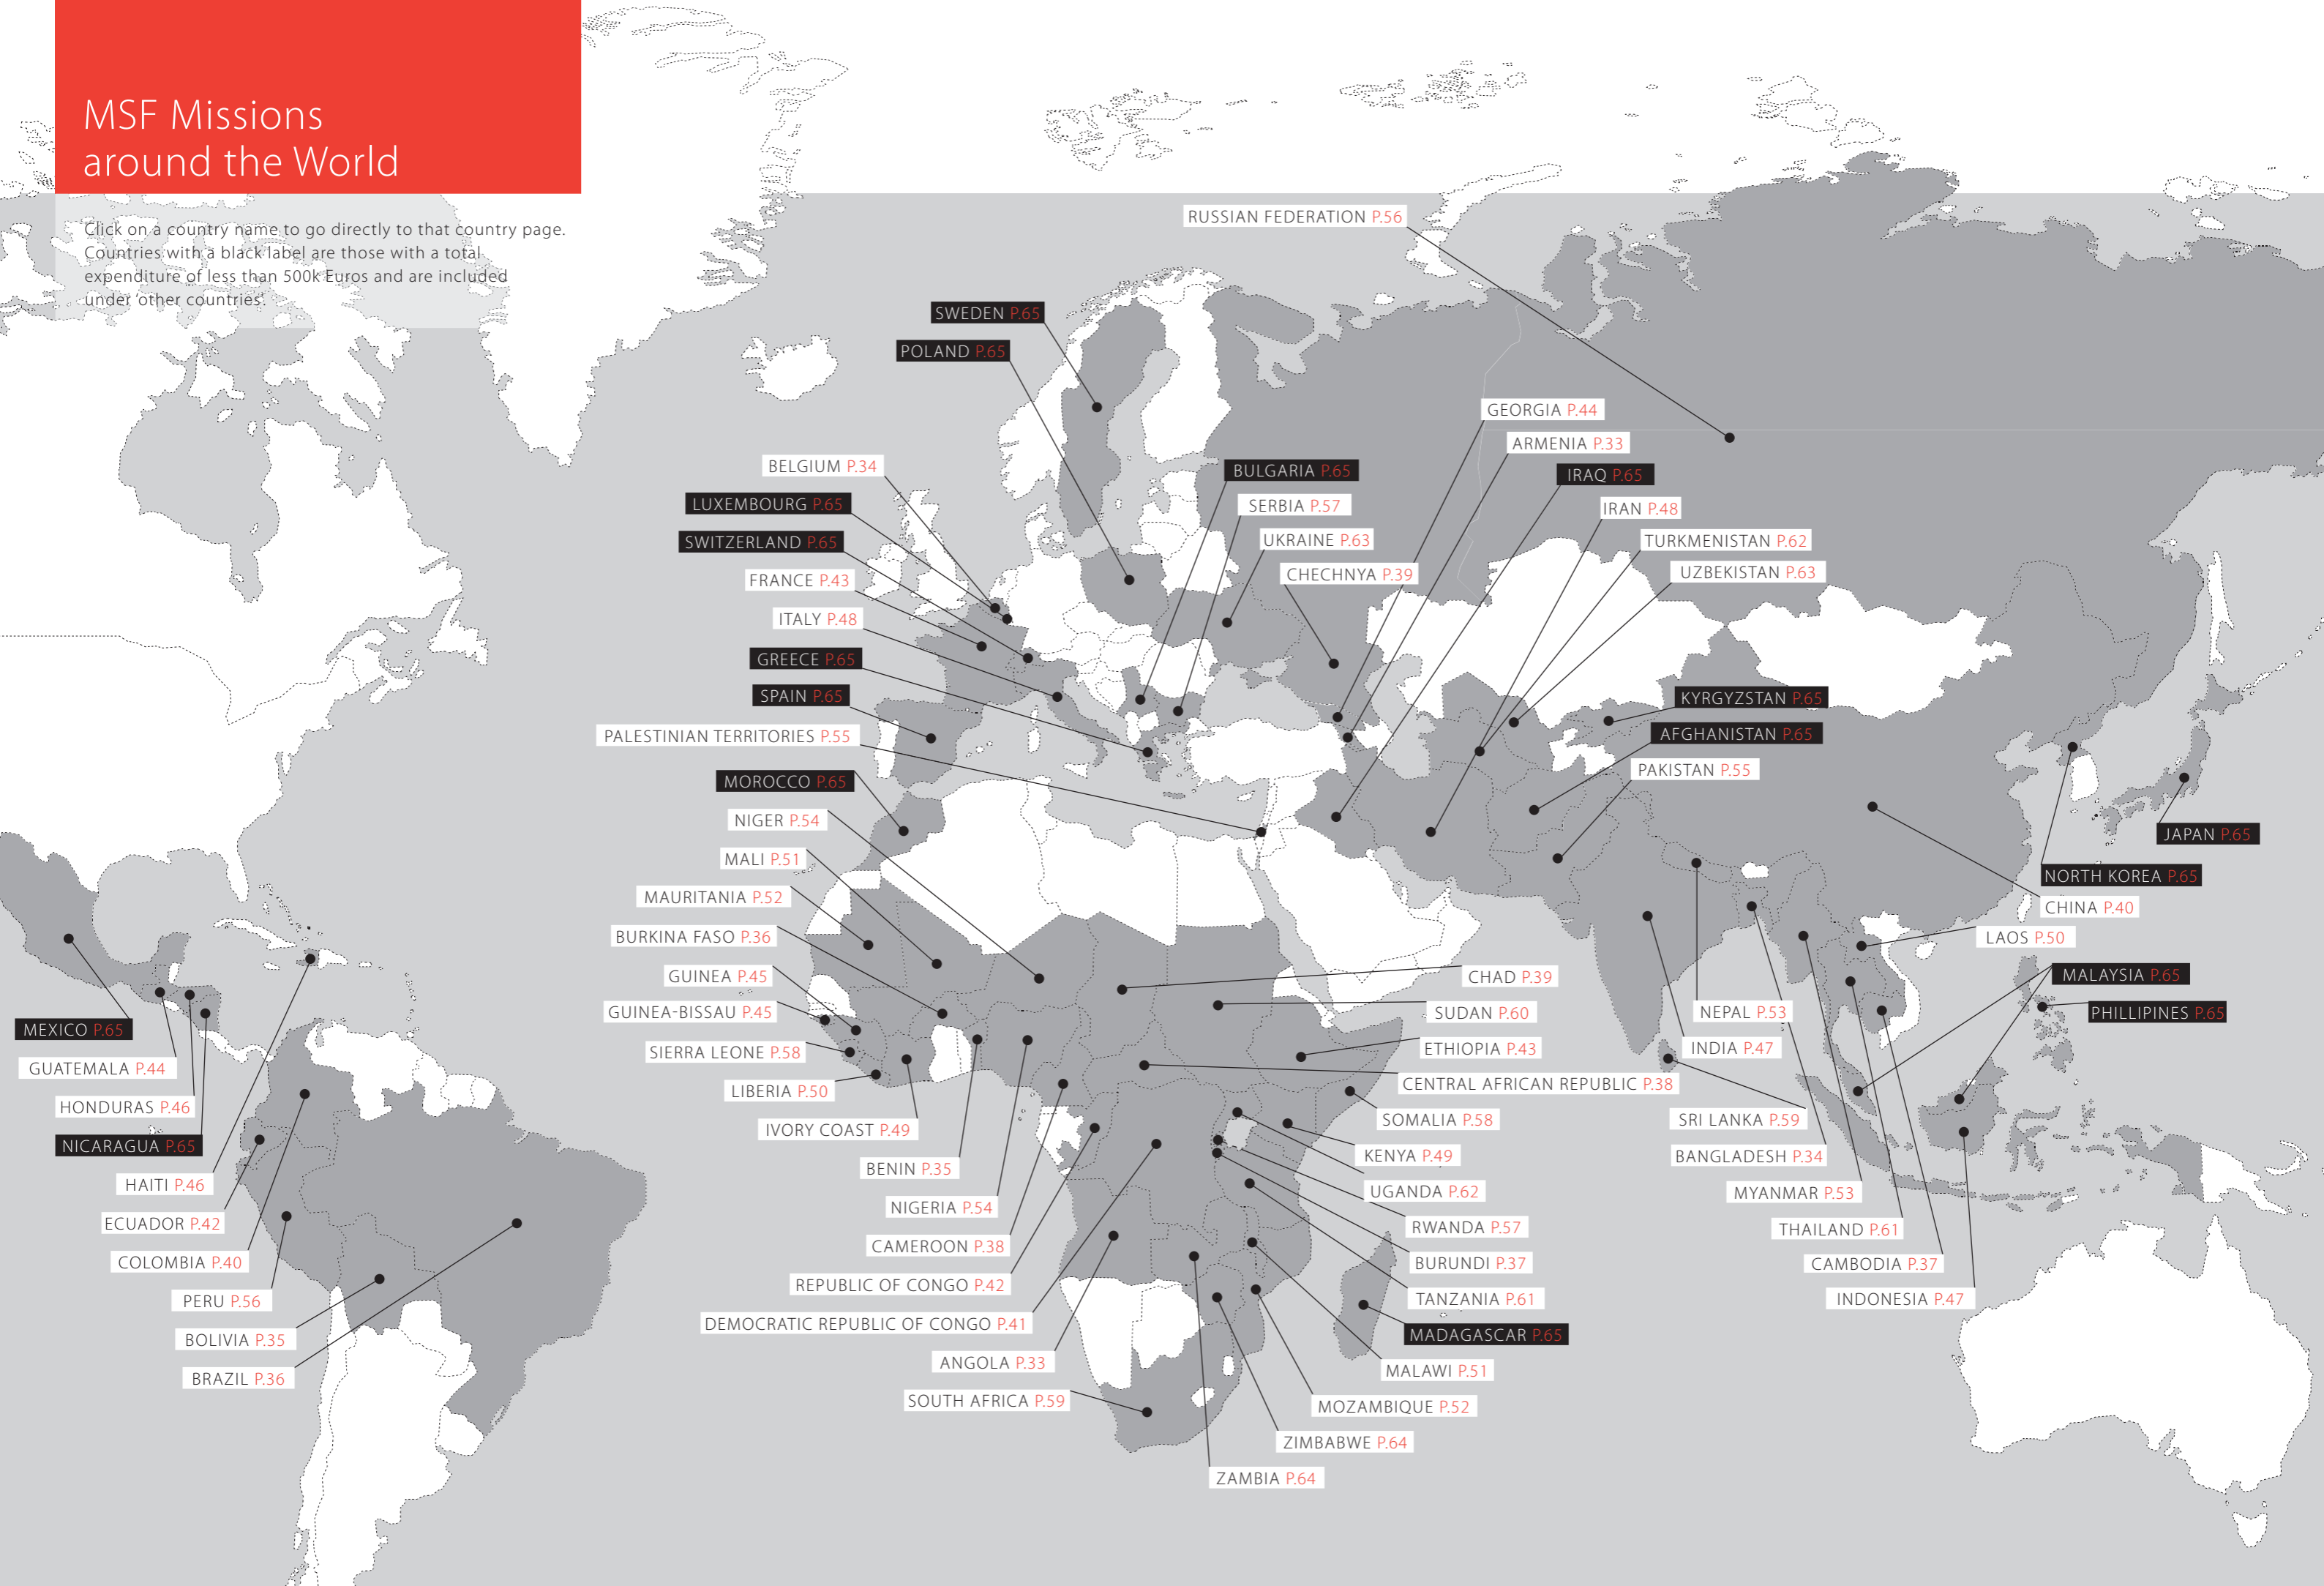 MSF Missions
around the World
Click on a country name to go directly to that country page.
Countries with a black label are those with a total
expenditure of less than 500k Euros and are included
under ‘other countries’.
RUSSIAN FEDERATION P.56
SWEDEN P.65
POLAND P.65
GEORGIA P.44
ARMENIA P.33
BELGIUM P.34
BULGARIA P.65
IRAQ P.65
LUXEMBOURG P.65
SERBIA P.57
IRAN P.48
SWITZERLAND P.65
UKRAINE P.63
TURKMENISTAN P.62
FRANCE P.43
CHECHNYA P.39
UZBEKISTAN P.63
ITALY P.48
GREECE P.65
SPAIN P.65
KYRGYZSTAN P.65
PALESTINIAN TERRITORIES P.55
AFGHANISTAN P.65
MOROCCO P.65
PAKISTAN P.55
NIGER P.54
JAPAN P.65
MALI P.51
NORTH KOREA P.65
MAURITANIA P.52
CHINA P.40
BURKINA FASO P.36
LAOS P.50
GUINEA P.45
CHAD P.39
MALAYSIA P.65
GUINEA-BISSAU P.45
SUDAN P.60
NEPAL P.53
PHILLIPINES P.65
MEXICO P.65
SIERRA LEONE P.58
ETHIOPIA P.43
INDIA P.47
GUATEMALA P.44
LIBERIA P.50
CENTRAL AFRICAN REPUBLIC P.38
HONDURAS P.46
IVORY COAST P.49
SOMALIA P.58
SRI LANKA P.59
NICARAGUA P.65
BENIN P.35
KENYA P.49
BANGLADESH P.34
HAITI P.46
NIGERIA P.54
UGANDA P.62
MYANMAR P.53
ECUADOR P.42
CAMEROON P.38
RWANDA P.57
THAILAND P.61
COLOMBIA P.40
REPUBLIC OF CONGO P.42
BURUNDI P.37
CAMBODIA P.37
PERU P.56
DEMOCRATIC REPUBLIC OF CONGO P.41
TANZANIA P.61
INDONESIA P.47
BOLIVIA P.35
ANGOLA P.33
MADAGASCAR P.65
BRAZIL P.36
SOUTH AFRICA P.59
MALAWI P.51
MOZAMBIQUE P.52
ZIMBABWE P.64
ZAMBIA P.64